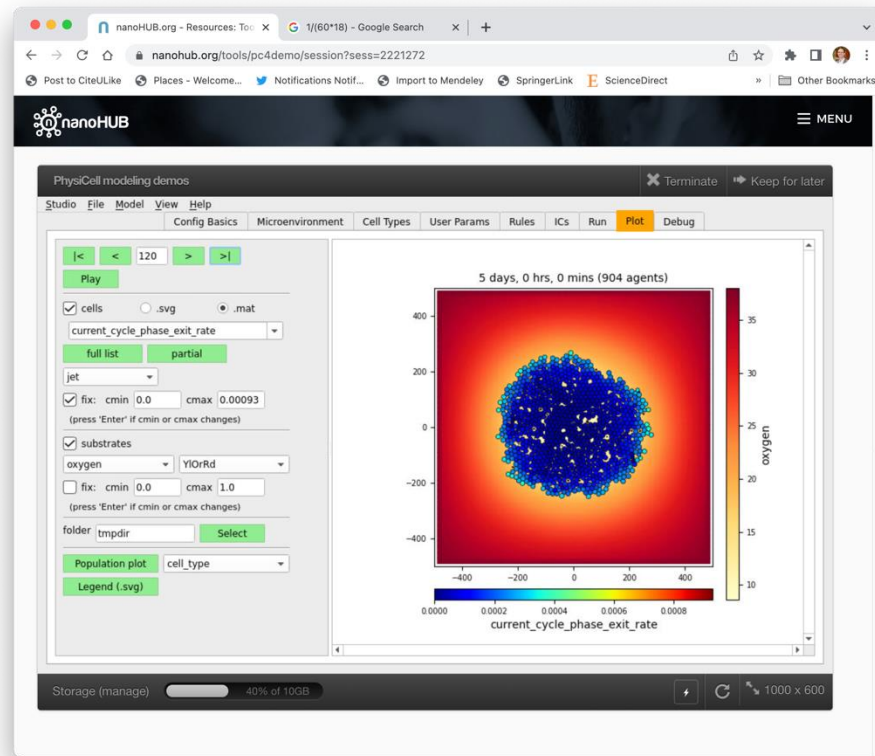 nanoHUB.org - Resources: Too
1/(60*18) - Google Search
nanohub.org/tools/pc4demo/session?sess=2221272
Post to CiteULike Places - Welcome... Notifications Notif... Import to Mendeley SpringerLink E ScienceDirect » Other Bookmarks
nanoHUB MENU
PhysiCell modeling demos Terminate Keep for later
Studio File Model View Help
Config Basics Microenvironment Cell Types User Params Rules ICs Run Plot Debug
|< < 120 > >|
Play
cells .svg .mat
current_cycle_phase_exit_rate
full list partial
jet
fix: cmin 0.0 cmax 0.00093
(press 'Enter' if cmin or cmax changes)
substrates
oxygen YlOrRd
fix: cmin 0.0 cmax 1.0
(press 'Enter' if cmin or cmax changes)
folder tmpdir Select
Population plot cell_type
Legend (.svg)
5 days, 0 hrs, 0 mins (904 agents)
400
200
0
−200
−400
−400 −200 0 200 400
35
30
25
20
15
10
oxygen
0.0000 0.0002 0.0004 0.0006 0.0008
current_cycle_phase_exit_rate
Storage (manage) 40% of 10GB 1000 x 600